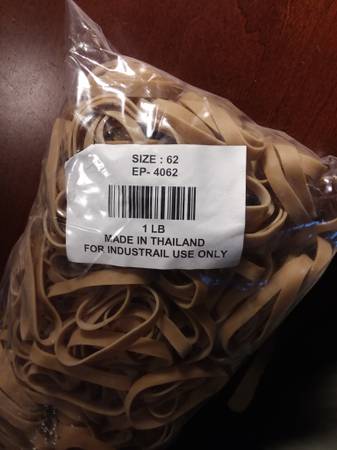 SIZE : 62
EP- 4062
1 LB
MADE IN THAILAND
FOR INDUSTRAIL USE ONLY